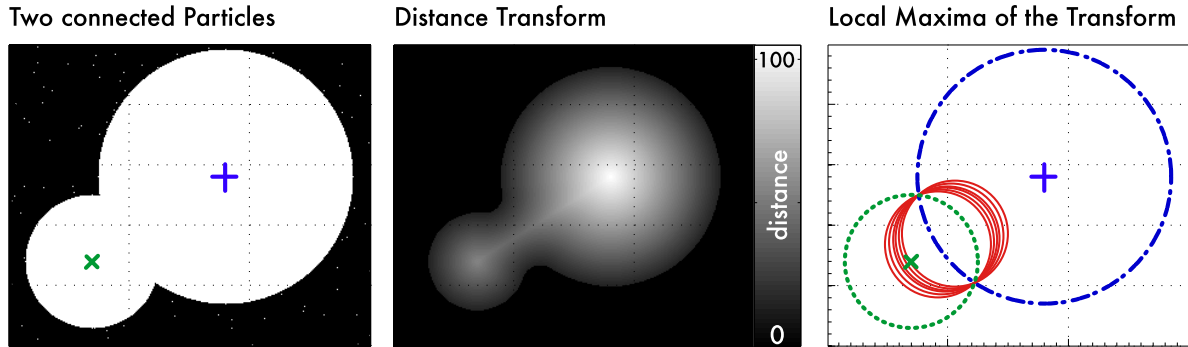 Two connected Particles
Distance Transform
Local Maxima of the Transform
100
distance
0